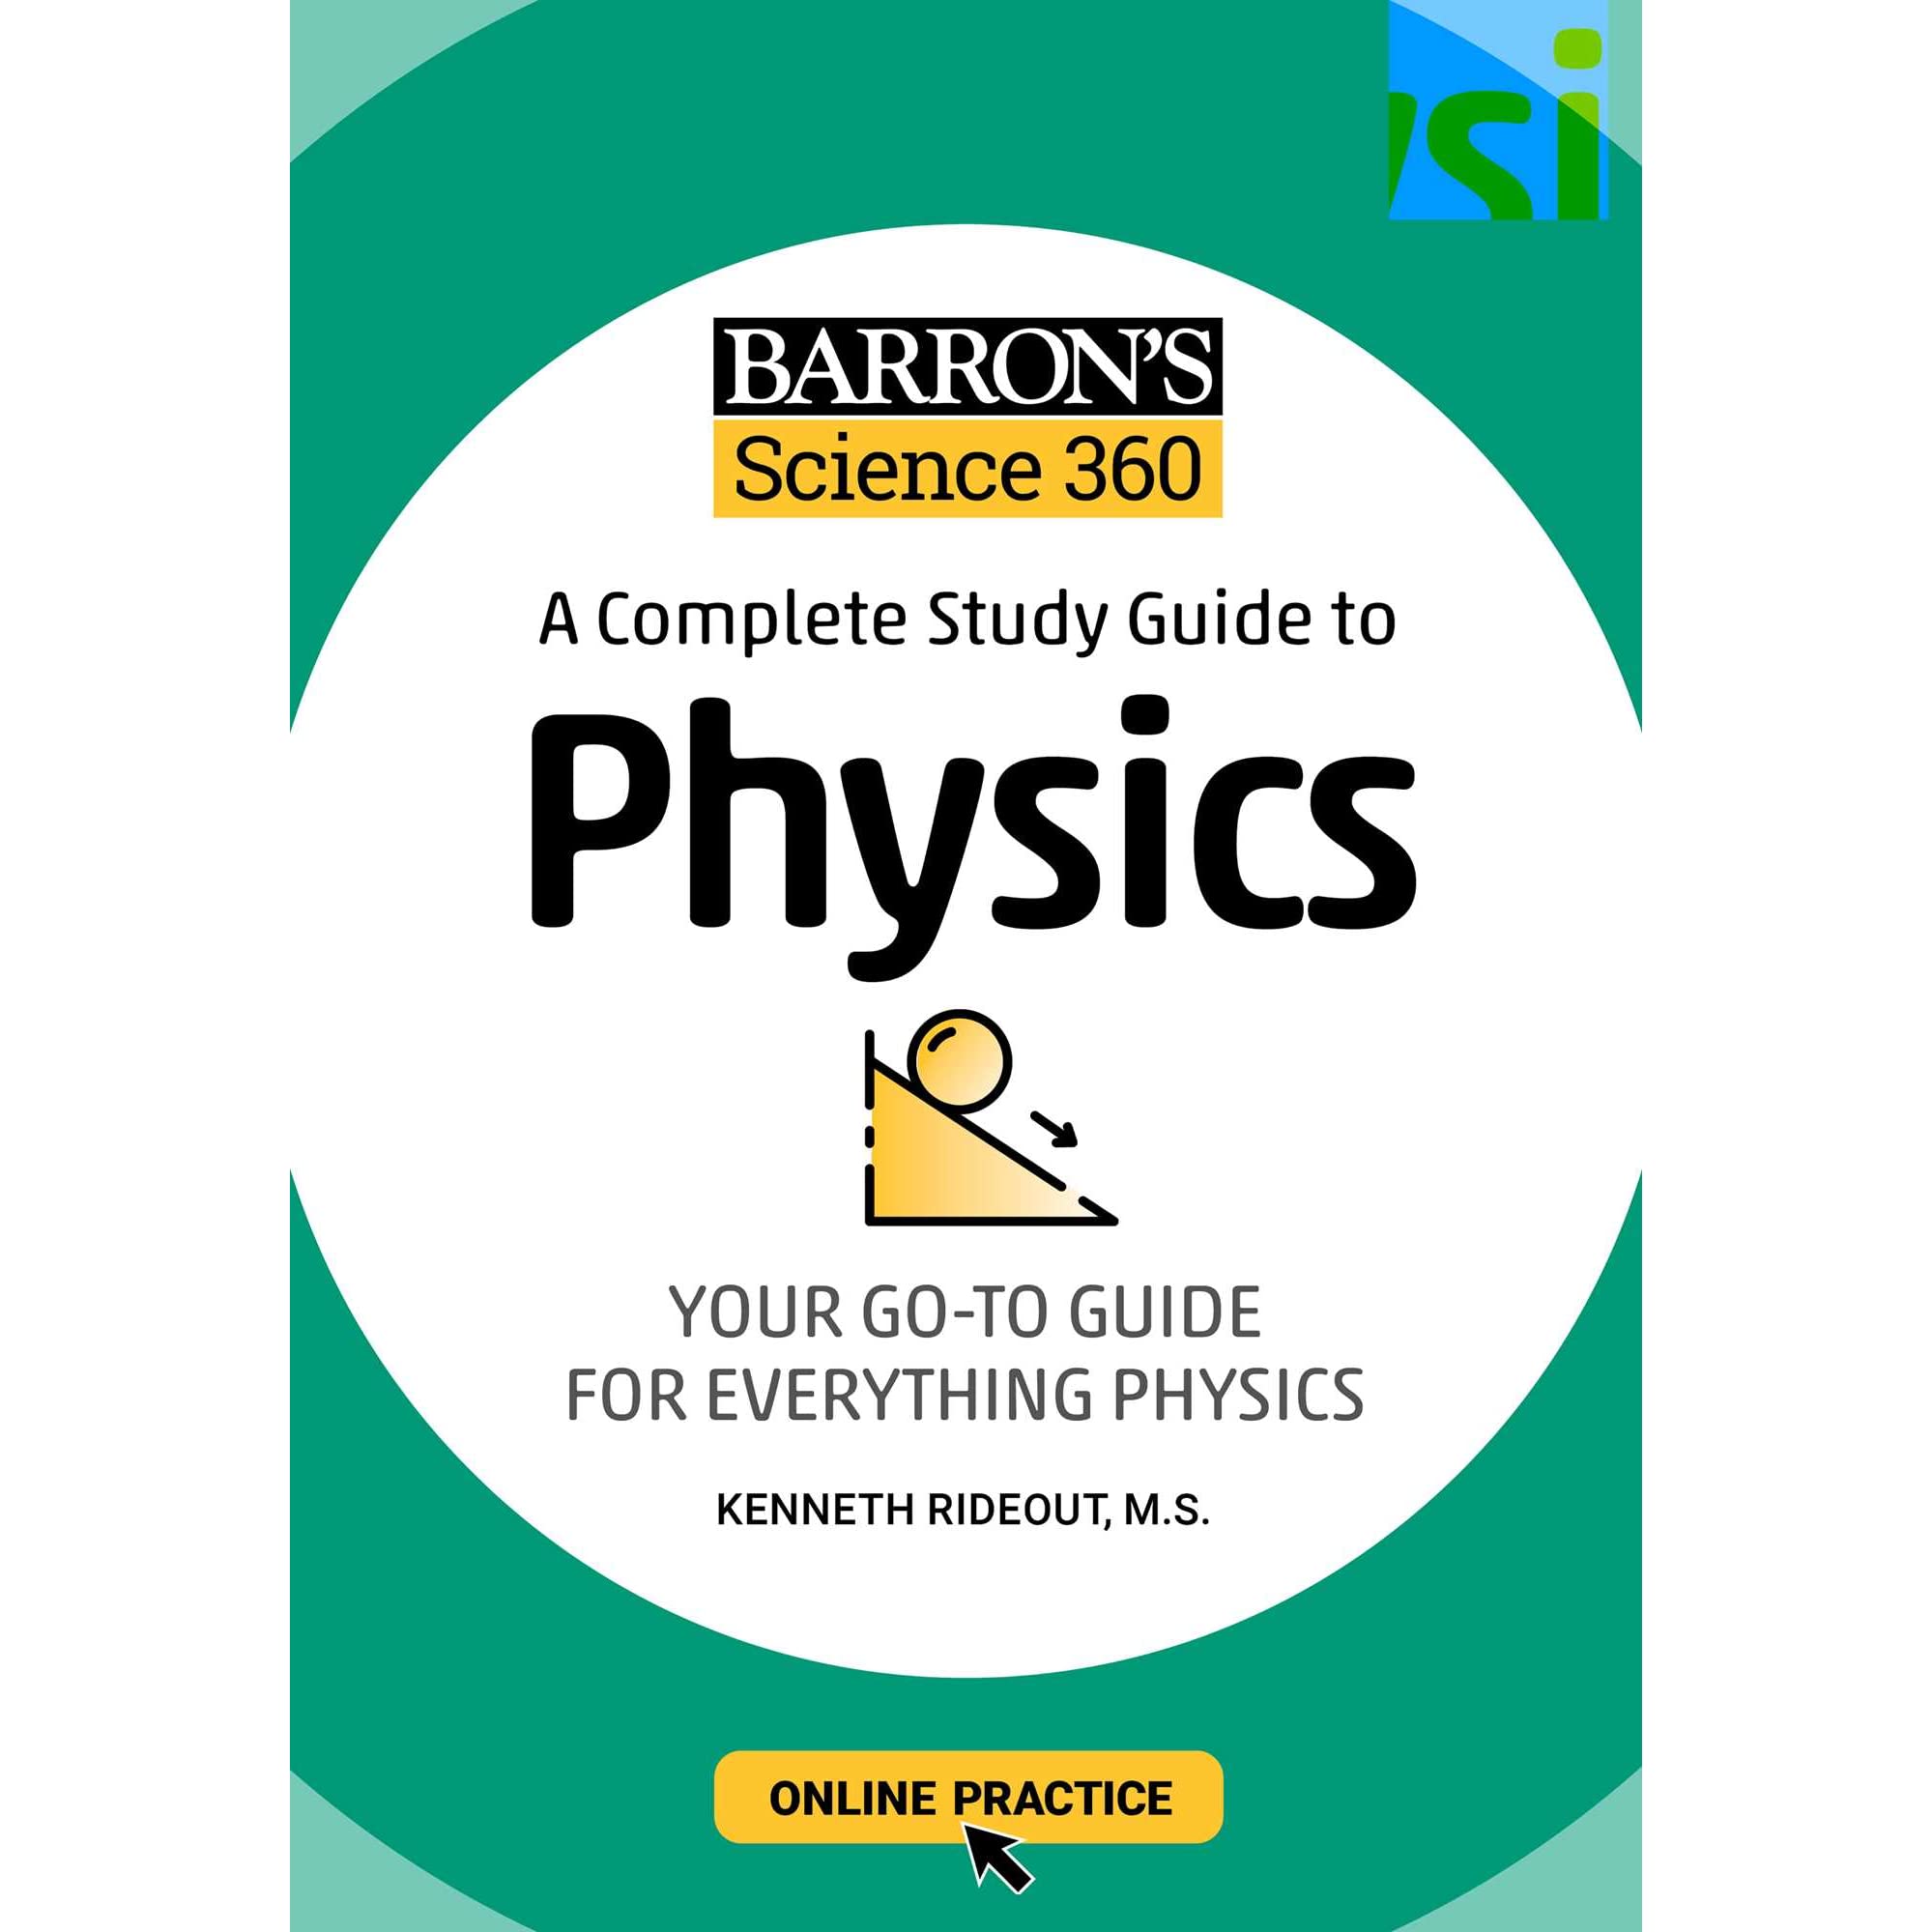 si
BARRON'S
Science 360
A Complete Study Guide to
Physics
YOUR GO-TO GUIDE
FOR EVERYTHING PHYSICS
KENNETH RIDEOUT, M.S.
ONLINE PRACTICE